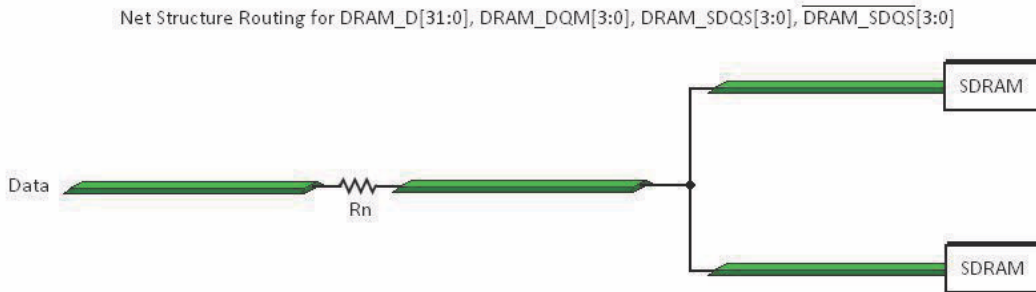 Net Structure Routing for DRAM_D[31:0], DRAM_DQM[3:0], DRAM_SDQS[3:0], D̅R̅A̅M̅_̅S̅D̅Q̅S̅[3:0]
SDRAM
Data
Rn
SDRAM